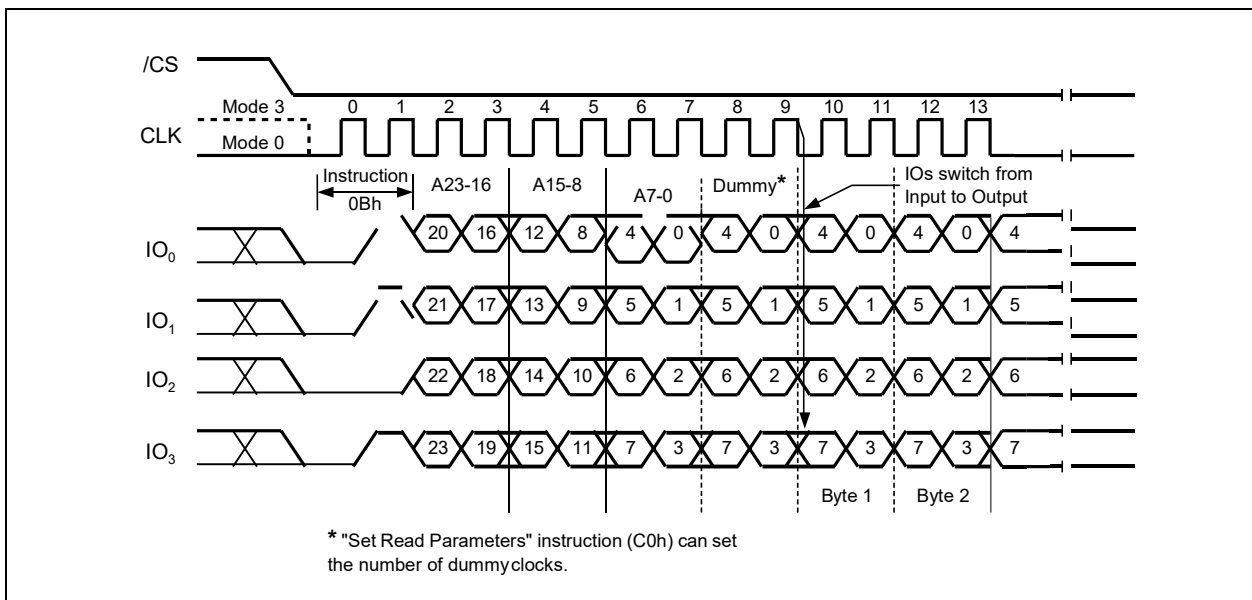 /CS
Mode 3 0 1 2 3 4 5 6 7 8 9 10 11 12 13
CLK
Mode 0
Instruction A23-16 A15-8 A7-0 Dummy* IOs switch from
0Bh Input to Output
IO0 20 16 12 8 4 0 4 0 4 0 4 0 4
IO1 21 17 13 9 5 1 5 1 5 1 5 1 5
IO2 22 18 14 10 6 2 6 2 6 2 6 2 6
IO3 23 19 15 11 7 3 7 3 7 3 7 3 7
Byte 1 Byte 2
* "Set Read Parameters" instruction (C0h) can set
the number of dummyclocks.